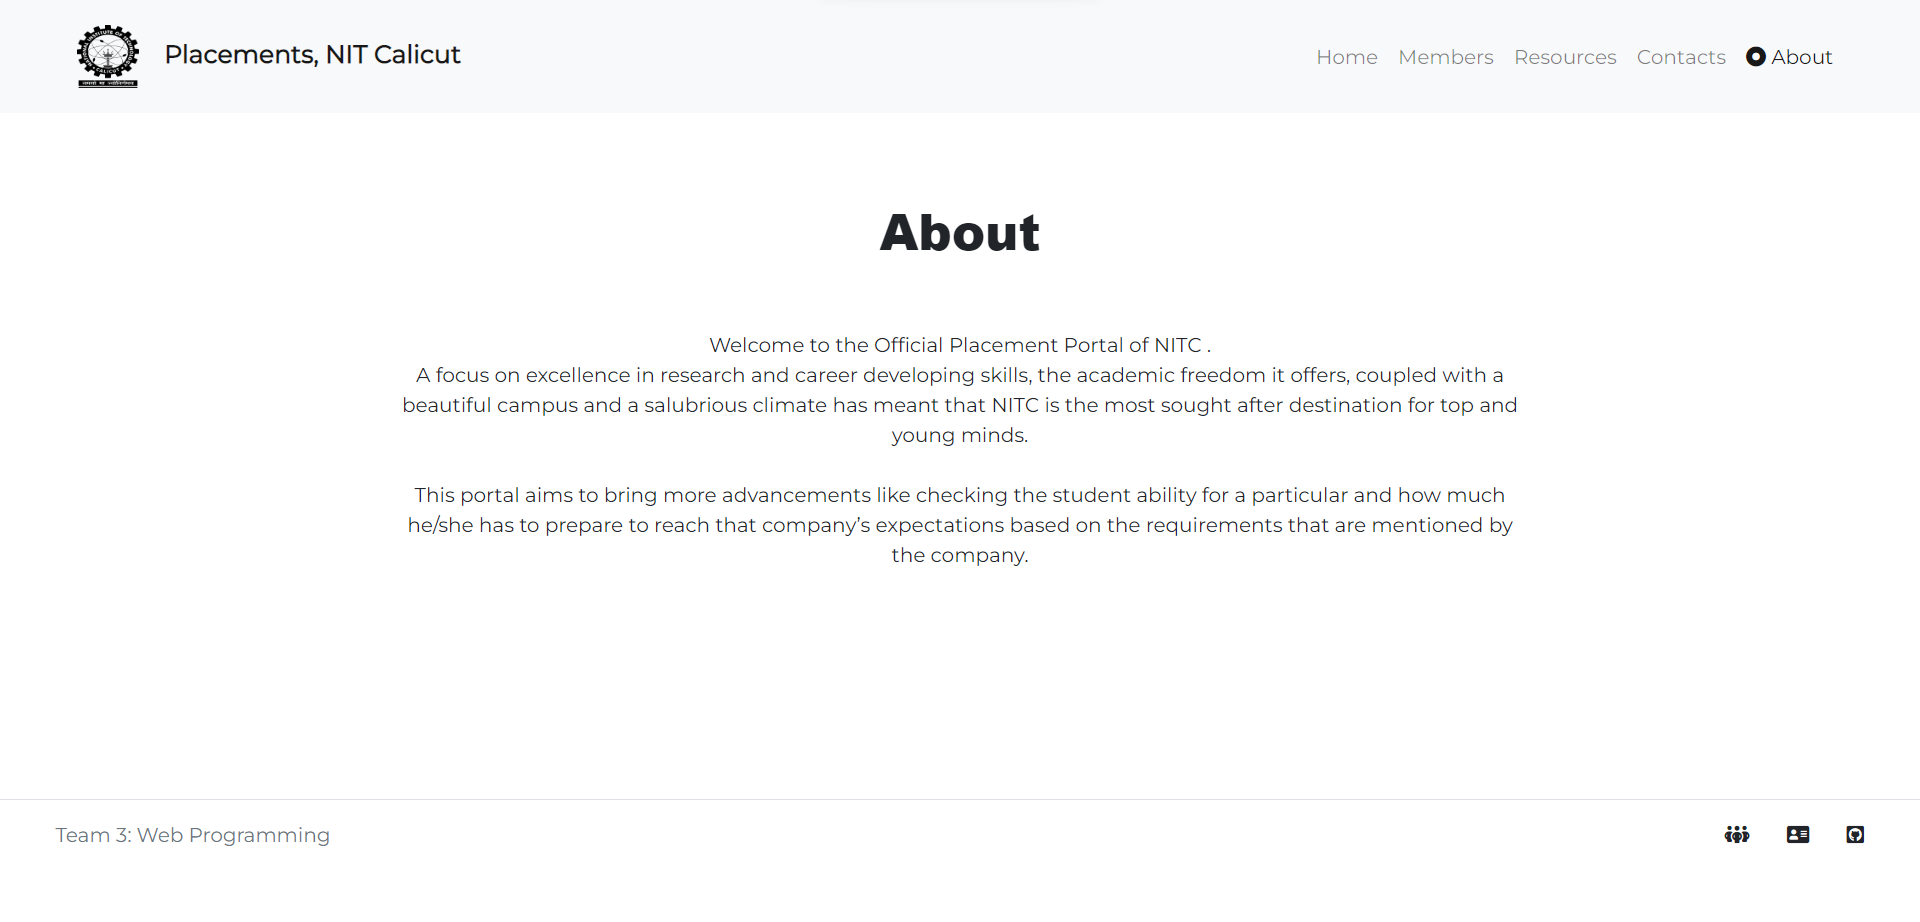 Placements, NIT Calicut
Home Members Resources Contacts About
About
Welcome to the Official Placement Portal of NITC .
A focus on excellence in research and career developing skills, the academic freedom it offers, coupled with a
beautiful campus and a salubrious climate has meant that NITC is the most sought after destination for top and
young minds.
This portal aims to bring more advancements like checking the student ability for a particular and how much
he/she has to prepare to reach that company’s expectations based on the requirements that are mentioned by
the company.
Team 3: Web Programming